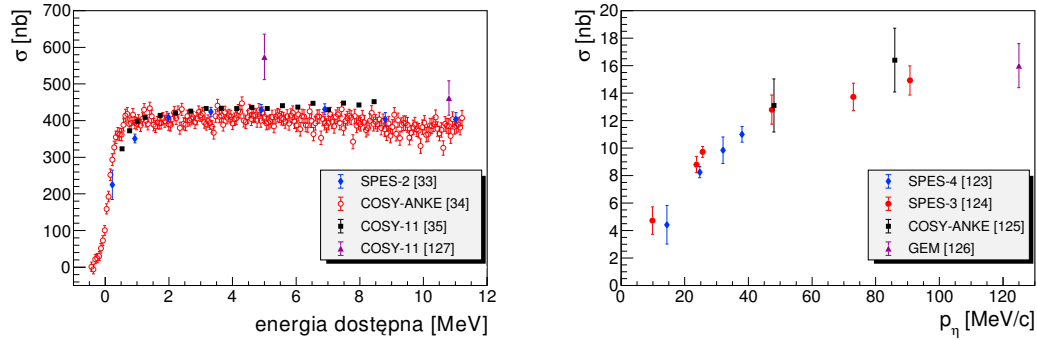 σ [nb]
700
600
500
400
300
200
100
0
0 2 4 6 8 10 12
energia dostępna [MeV]
SPES-2 [33]
COSY-ANKE [34]
COSY-11 [35]
COSY-11 [127]
σ [nb]
20
18
16
14
12
10
8
6
4
2
0
0 20 40 60 80 100 120
pη [MeV/c]
SPES-4 [123]
SPES-3 [124]
COSY-ANKE [125]
GEM [126]